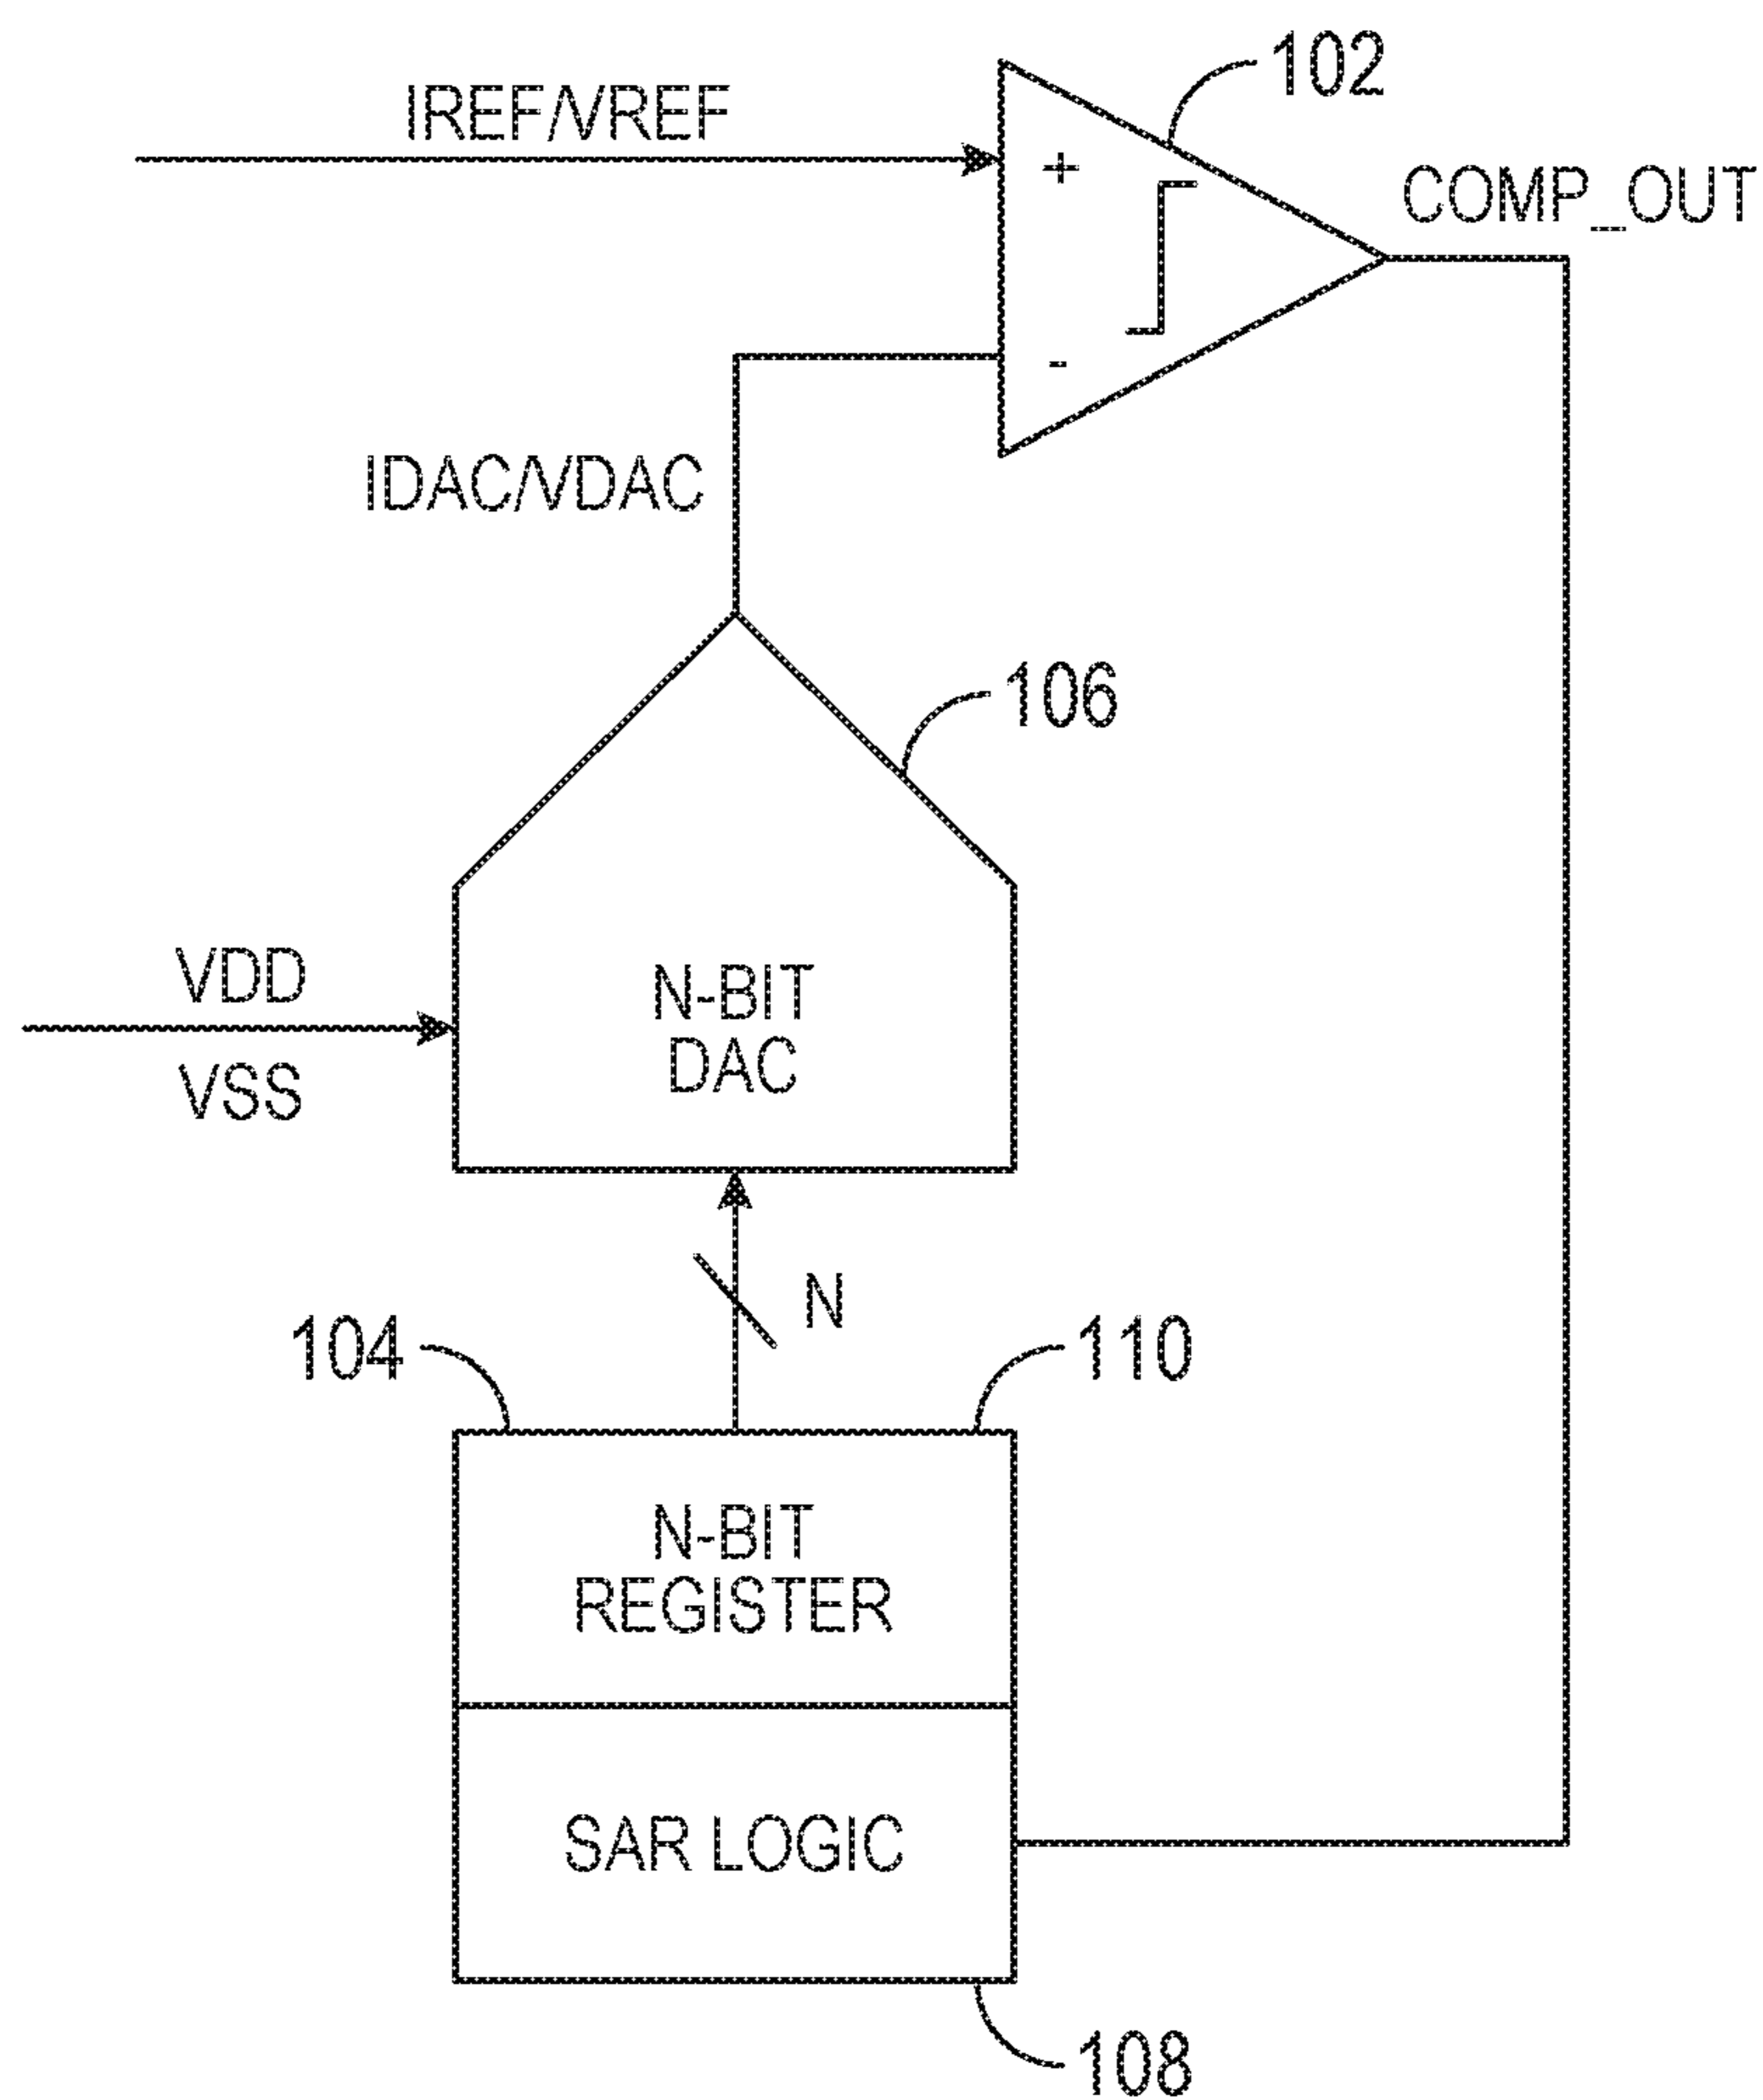 102
IREF/VREF
+
COMP_OUT
-
IDAC/VDAC
106
VDD
N-BIT
DAC
VSS
N
104
110
N-BIT
REGISTER
SAR LOGIC
108